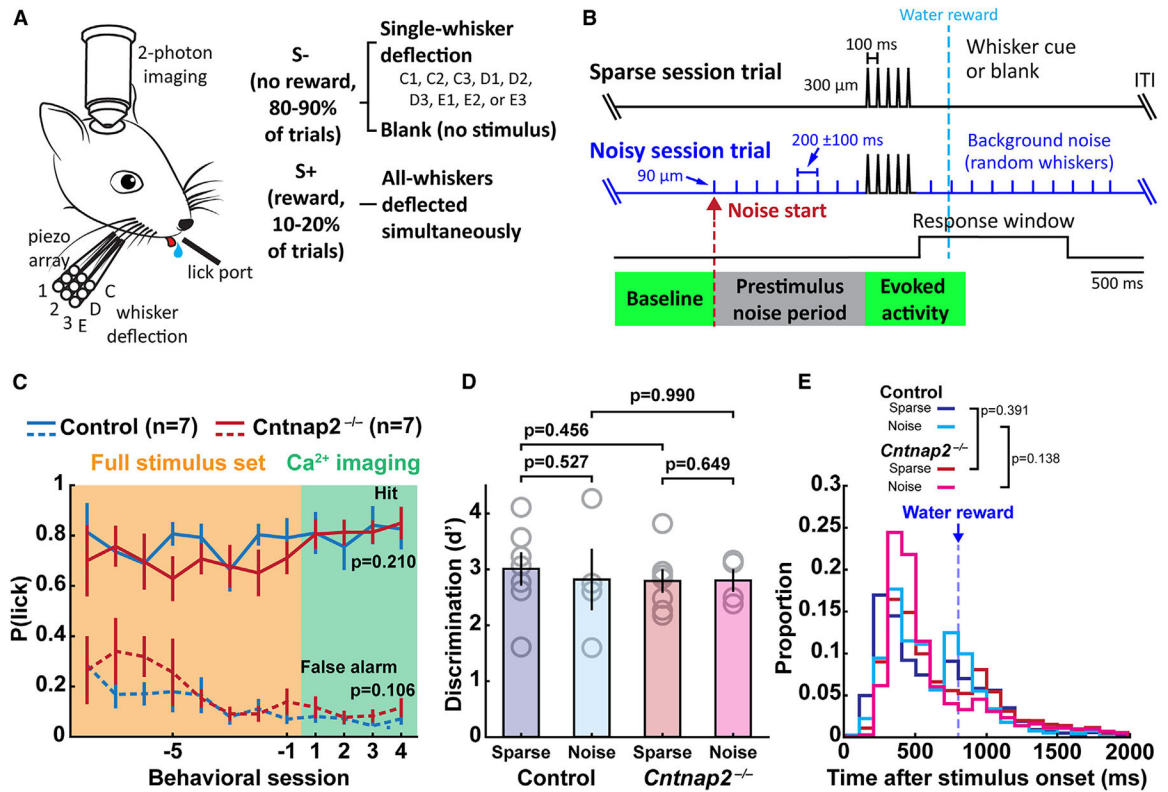 A
2-photon
imaging
piezo
array
1
2
3
C
D
E
whisker
deflection
lick port
S-
(no reward,
80-90%
of trials)
Single-whisker
deflection
C1, C2, C3, D1, D2,
D3, E1, E2, or E3
Blank (no stimulus)
S+
(reward,
10-20%
of trials)
All-whiskers
deflected
simultaneously
B
Water reward
100 ms
Whisker cue
or blank
Sparse session trial
300 µm
ITI
200 ±100 ms
Noisy session trial
Background noise
(random whiskers)
90 µm
Noise start
Response window
500 ms
Baseline
Prestimulus
noise period
Evoked
activity
C
Control (n=7)
Cntnap2⁻/⁻ (n=7)
Full stimulus set
Ca²⁺ imaging
Hit
p=0.210
False alarm
p=0.106
P(lick)
1
0.8
0.6
0.4
0.2
0
-5
-1
1
2
3
4
Behavioral session
D
p=0.990
p=0.456
p=0.527
p=0.649
Discrimination (d')
5
4
3
2
1
0
Sparse
Noise
Sparse
Noise
Control
Cntnap2⁻/⁻
E
Control
Sparse
Noise
p=0.391
Cntnap2⁻/⁻
Sparse
Noise
p=0.138
Water reward
Proportion
0.3
0.25
0.20
0.15
0.10
0.05
0
0
500
1000
1500
2000
Time after stimulus onset (ms)